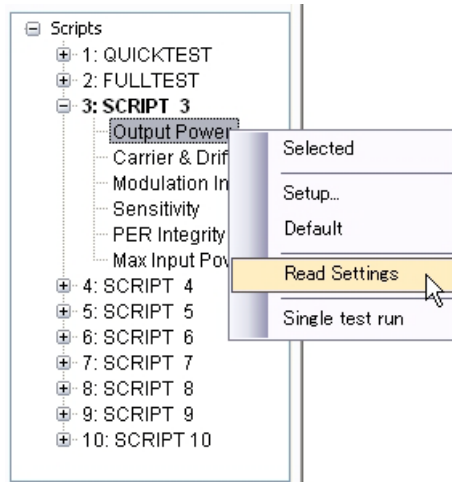 Scripts
1: QUICKTEST
2: FULLTEST
3: SCRIPT 3
Output Power
Carrier & Drif
Modulation In
Sensitivity
PER Integrity
Max Input Pow
4: SCRIPT 4
5: SCRIPT 5
6: SCRIPT 6
7: SCRIPT 7
8: SCRIPT 8
9: SCRIPT 9
10: SCRIPT 10
Selected
Setup...
Default
Read Settings
Single test run